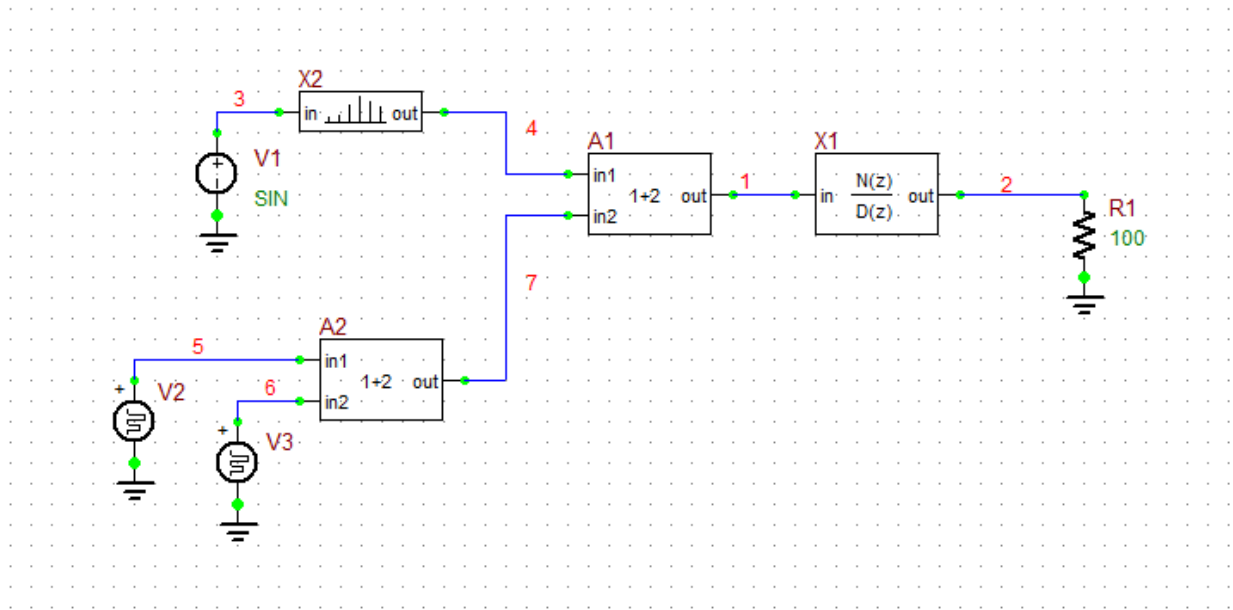 X2
3
in
out
4
V1
SIN
A1
in1
1+2
out
in2
1
X1
in
N(z)
D(z)
out
2
R1
100
7
A2
5
in1
1+2
out
6
in2
+
V2
+
V3